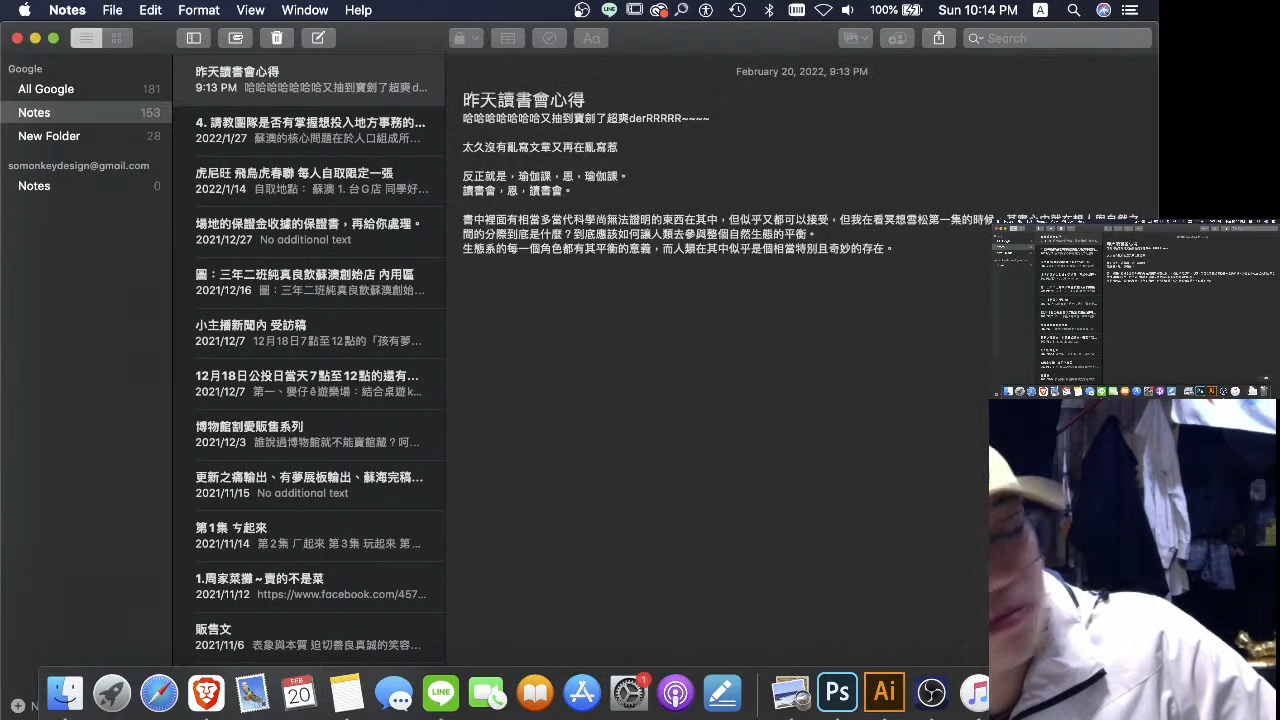 Notes File Edit Format View Window Help 100% Sun 10:14 PM A
Aa Search
Google
All Google 181
Notes 153
New Folder 28
somonkeydesign@gmail.com
Notes 0
昨天讀書會心得
9:13 PM 哈哈哈哈哈哈哈又抽到寶劍了超爽d...
4. 請教團隊是否有掌握想投入地方事務的...
2022/1/27 蘇澳的核心問題在於人口組成所...
虎尼旺 飛鳥虎春聯 每人自取限定一張
2022/1/14 自取地點： 蘇澳 1. 台G店 同學好...
場地的保證金收據的保證書，再給你處理。
2021/12/27 No additional text
圖：三年二班純真民歌蘇澳創始店 內用區
2021/12/16 圖：三年二班純真民歌蘇澳創始...
小主播新聞內 受訪稿
2021/12/7 12月18日7點至12點的「孩有夢...
12月18日公投日當天7點至12點的還有...
2021/12/7 第一、嬰仔ê遊樂場：結合桌遊k...
博物館割愛販售系列
2021/12/3 誰說過博物館就不能賣館藏？呵...
更新之痛輸出、有夢展板輸出、蘇海完稿...
2021/11/15 No additional text
第1集 ㄘ起來
2021/11/14 第2集 ㄏ起來 第3集 玩起來 第...
1.周家菜攤~賣的不是菜
2021/11/12 https://www.facebook.com/457...
販售文
2021/11/6 表象與本質 迫切善良真誠的笑容...
February 20, 2022, 9:13 PM
昨天讀書會心得
哈哈哈哈哈哈哈又抽到寶劍了超爽derRRRRR~~~~
太久沒有亂寫文章又再在亂寫惹
反正就是，瑜伽課，恩，瑜伽課。
讀書會，恩，讀書會。
書中裡面有相當多當代科學尚無法證明的東西在其中，但似乎又都可以接受，但我在看冥想雪松第一集的時候，其實心中就在想人與自然之
間的分際到底是什麼？到底應該如何讓人類去參與整個自然生態的平衡。
生態系的每一個角色都有其平衡的意義，而人類在其中似乎是個相當特別且奇妙的存在。
FEB
20
LINE
1
Ps
Ai